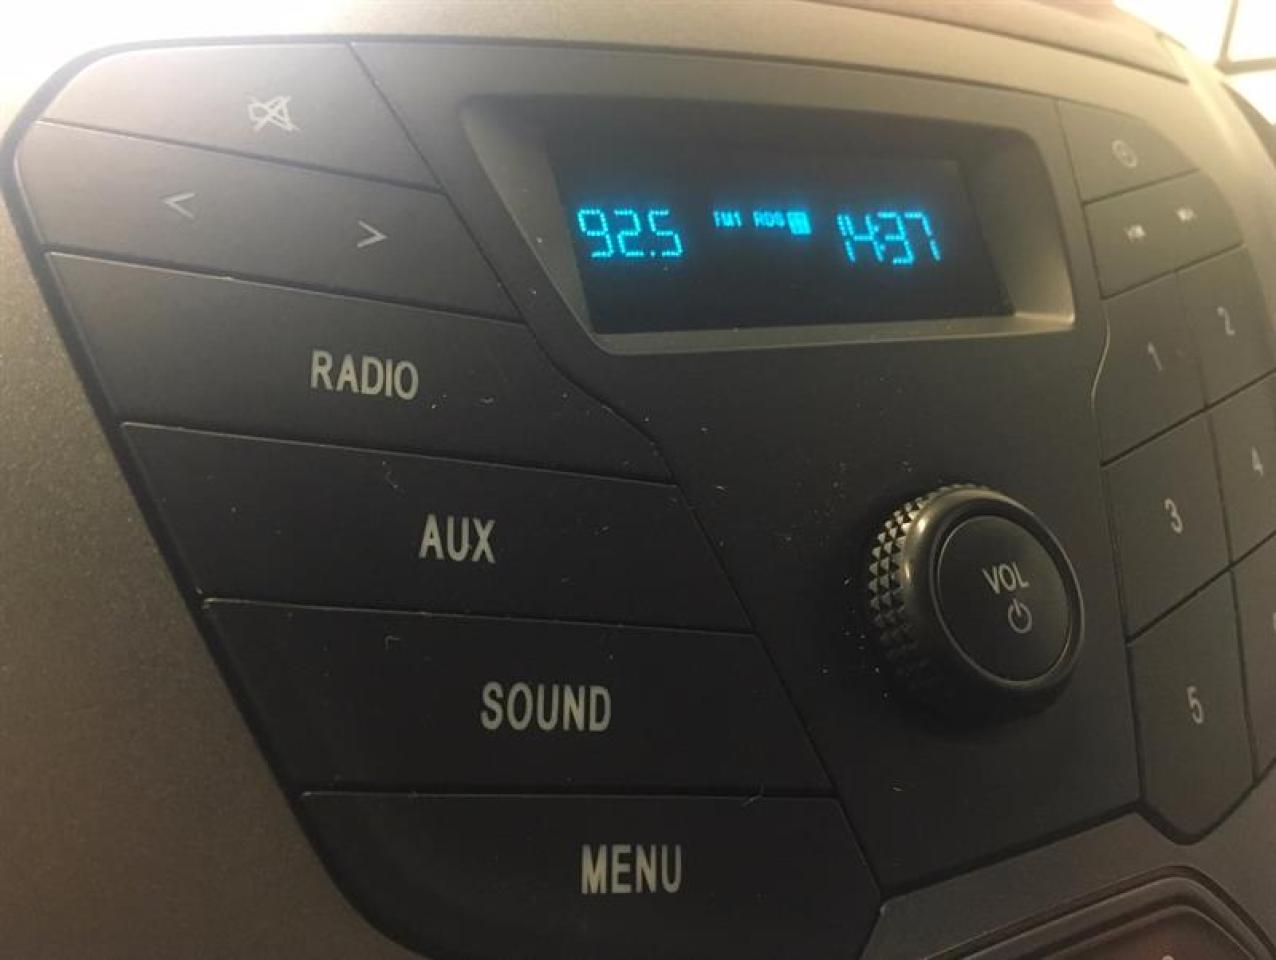 92.5 FM1 RDS 14:37
RADIO
AUX
SOUND
MENU
VOL
1 2
3 4
5